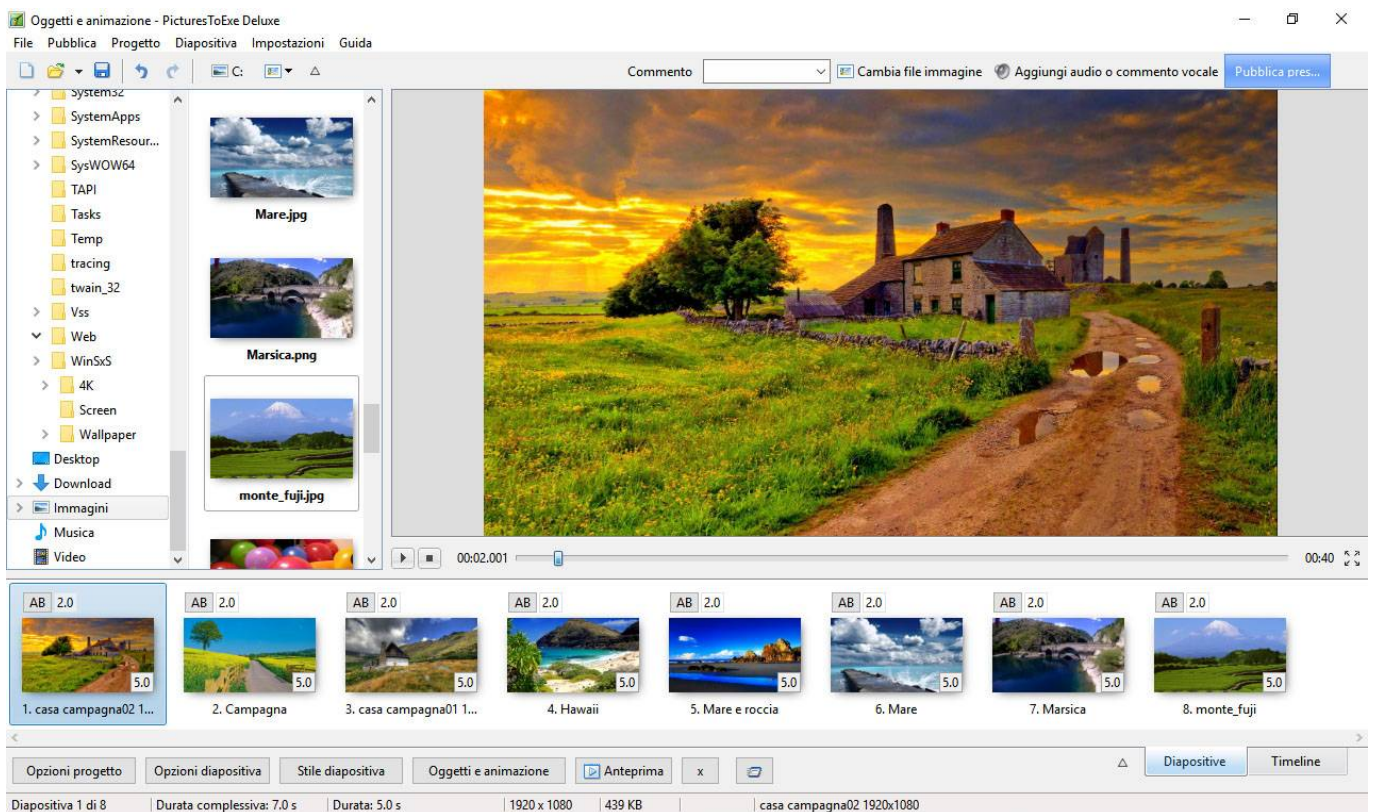 Oggetti e animazione - PicturesToExe Deluxe
File Pubblica Progetto Diapositiva Impostazioni Guida
C:
Commento
Cambia file immagine
Aggiungi audio o commento vocale
Pubblica pres...
System32
SystemApps
SystemResour...
SysWOW64
TAPI
Tasks
Temp
tracing
twain_32
Vss
Web
WinSxS
4K
Screen
Wallpaper
Desktop
Download
Immagini
Musica
Video
Mare.jpg
Marsica.png
monte_fuji.jpg
00:02.001
00:40
AB 2.0 AB 2.0 AB 2.0 AB 2.0 AB 2.0 AB 2.0 AB 2.0 AB 2.0
5.0 5.0 5.0 5.0 5.0 5.0 5.0 5.0
1. casa campagna02 1... 2. Campagna 3. casa campagna01 1... 4. Hawaii 5. Mare e roccia 6. Mare 7. Marsica 8. monte_fuji
Opzioni progetto Opzioni diapositiva Stile diapositiva Oggetti e animazione Anteprima x
Diapositive Timeline
Diapositiva 1 di 8 Durata complessiva: 7.0 s Durata: 5.0 s 1920 x 1080 439 KB casa campagna02 1920x1080